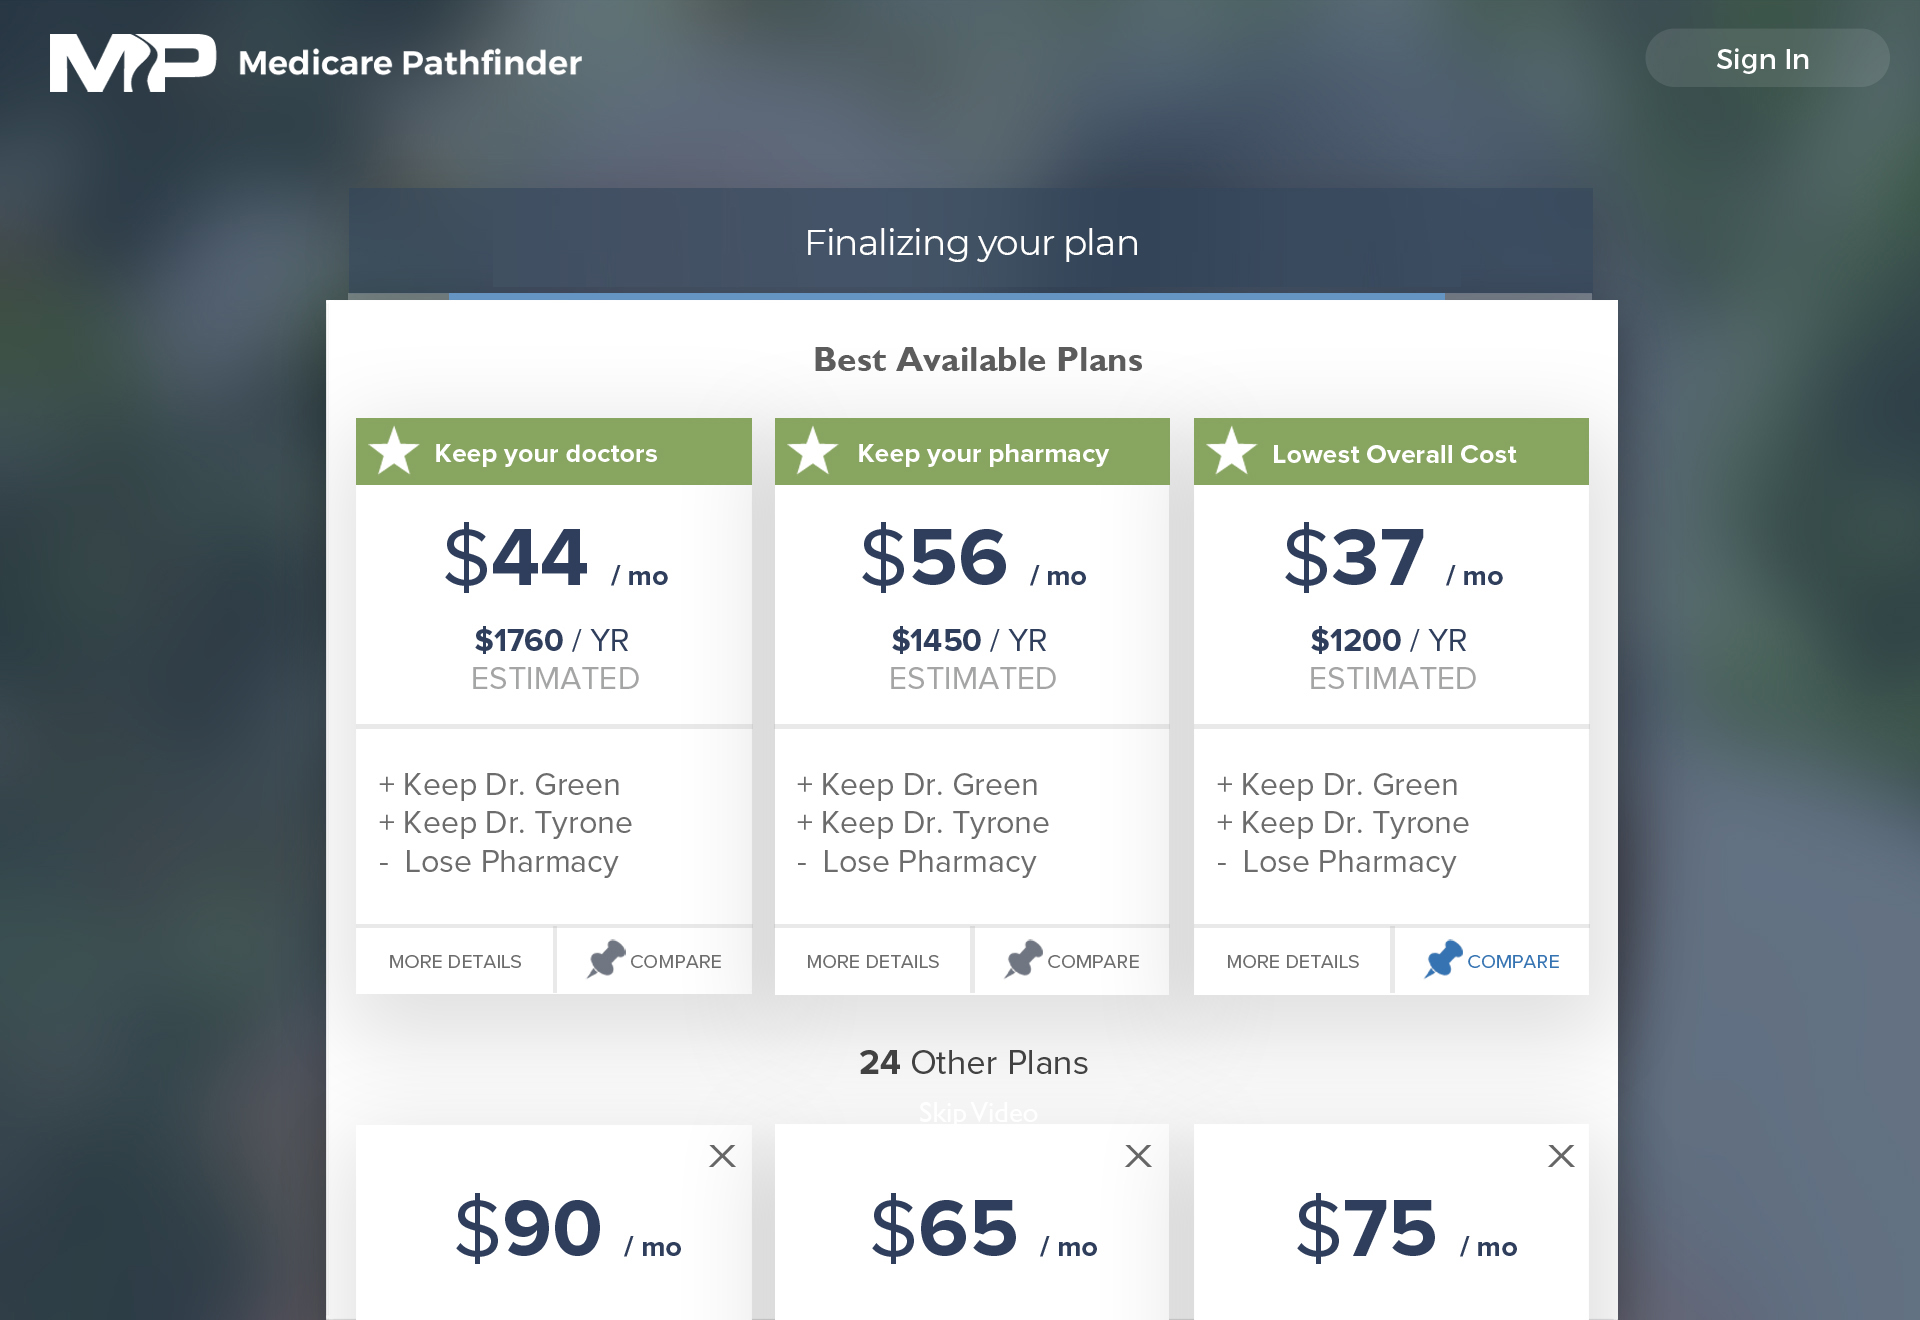 MP Medicare Pathfinder
Sign In
Finalizing your plan
Best Available Plans
Keep your doctors
$44 / mo
$1760 / YR
ESTIMATED
+ Keep Dr. Green
+ Keep Dr. Tyrone
- Lose Pharmacy
MORE DETAILS
COMPARE
Keep your pharmacy
$56 / mo
$1450 / YR
ESTIMATED
+ Keep Dr. Green
+ Keep Dr. Tyrone
- Lose Pharmacy
MORE DETAILS
COMPARE
Lowest Overall Cost
$37 / mo
$1200 / YR
ESTIMATED
+ Keep Dr. Green
+ Keep Dr. Tyrone
- Lose Pharmacy
MORE DETAILS
COMPARE
24 Other Plans
Skip Video
$90 / mo
$65 / mo
$75 / mo